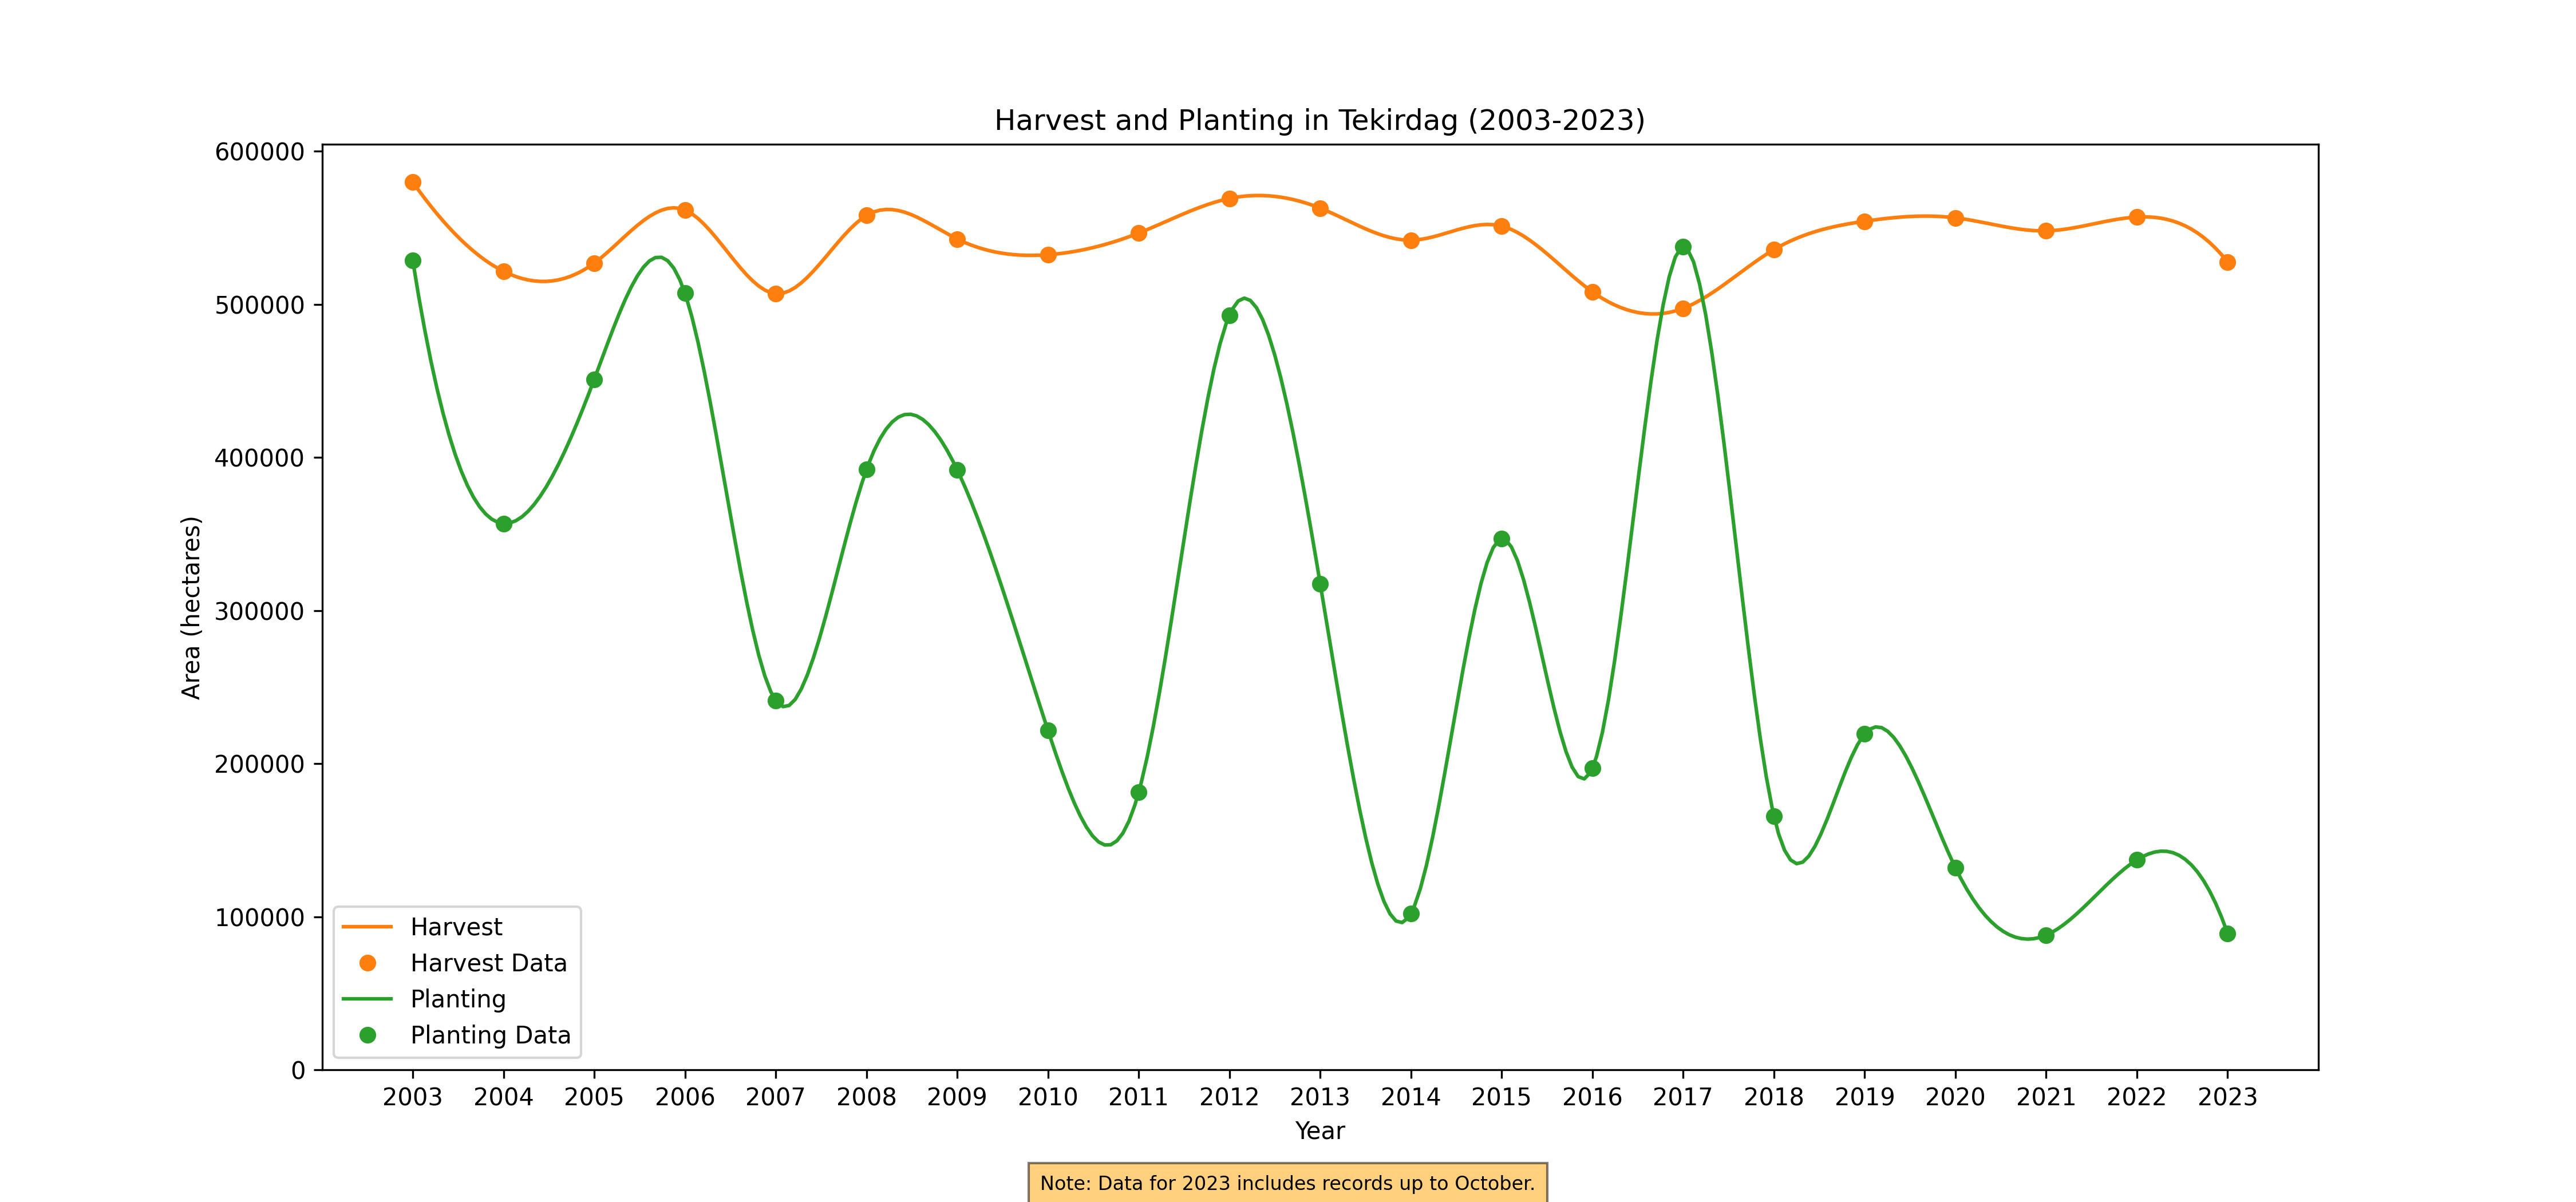 Harvest and Planting in Tekirdag (2003-2023)
600000
500000
400000
300000
200000
100000
0
Area (hectares)
Harvest
Harvest Data
Planting
Planting Data
2003 2004 2005 2006 2007 2008 2009 2010 2011 2012 2013 2014 2015 2016 2017 2018 2019 2020 2021 2022 2023
Year
Note: Data for 2023 includes records up to October.